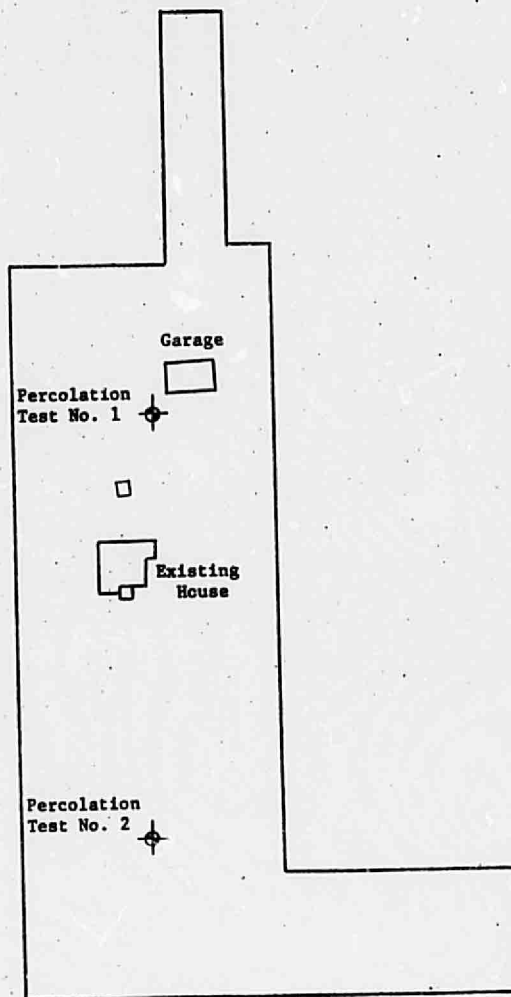 Garage
Percolation
Test No. 1
Existing
House
Percolation
Test No. 2